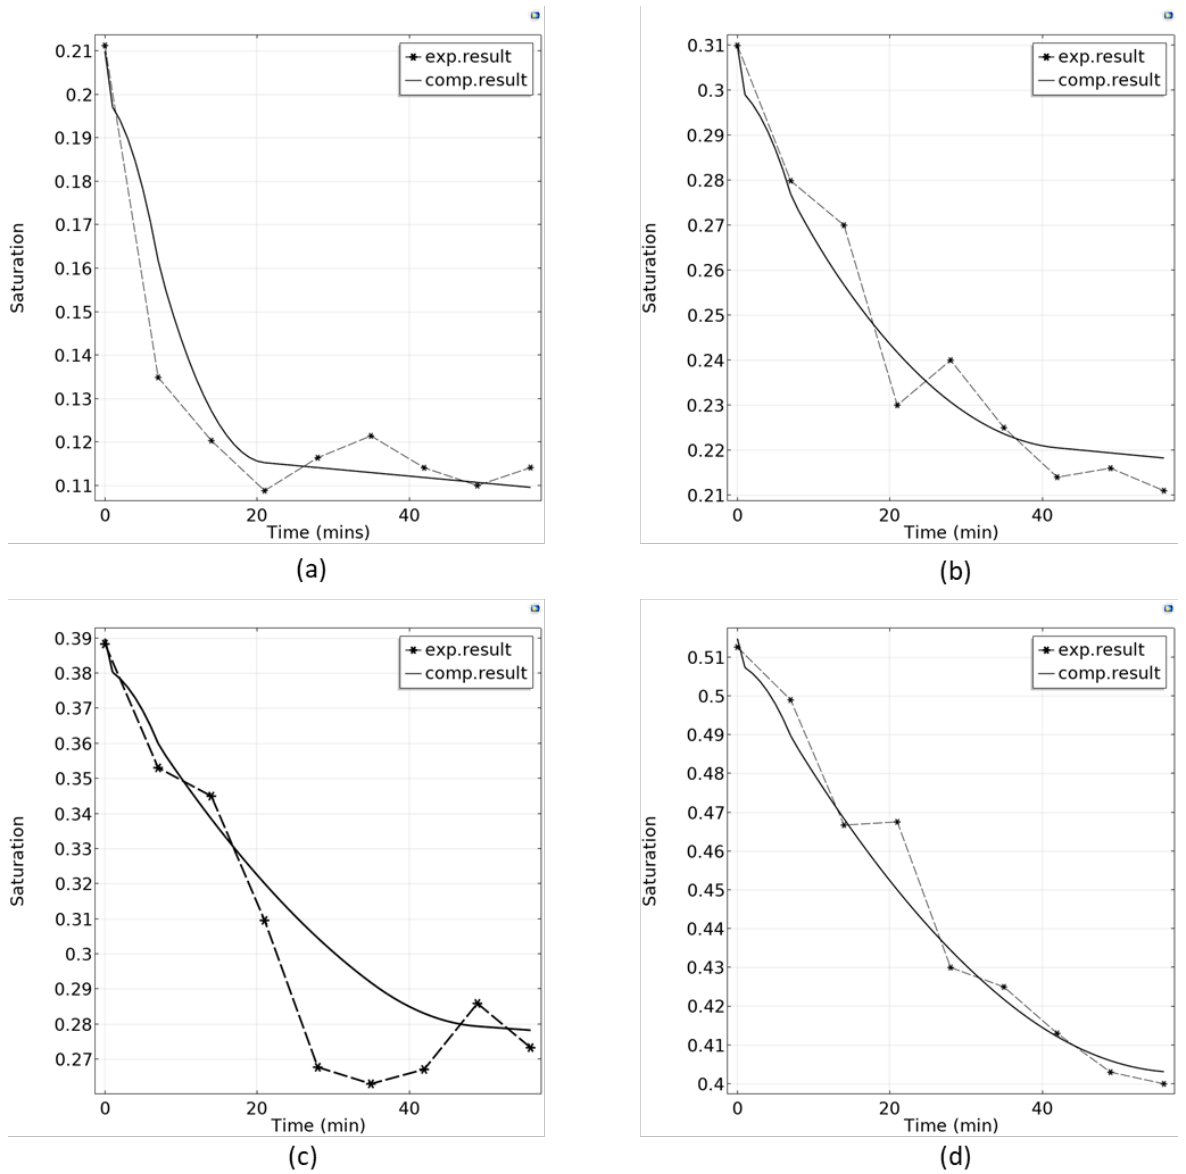 exp.result
comp.result
0.21
0.2
0.19
0.18
0.17
0.16
0.15
0.14
0.13
0.12
0.11
Saturation
0 20 40
Time (mins)
(a)
exp.result
comp.result
0.31
0.3
0.29
0.28
0.27
0.26
0.25
0.24
0.23
0.22
0.21
Saturation
0 20 40
Time (min)
(b)
exp.result
comp.result
0.39
0.38
0.37
0.36
0.35
0.34
0.33
0.32
0.31
0.3
0.29
0.28
0.27
Saturation
0 20 40
Time (min)
(c)
exp.result
comp.result
0.51
0.5
0.49
0.48
0.47
0.46
0.45
0.44
0.43
0.42
0.41
0.4
Saturation
0 20 40
Time (min)
(d)